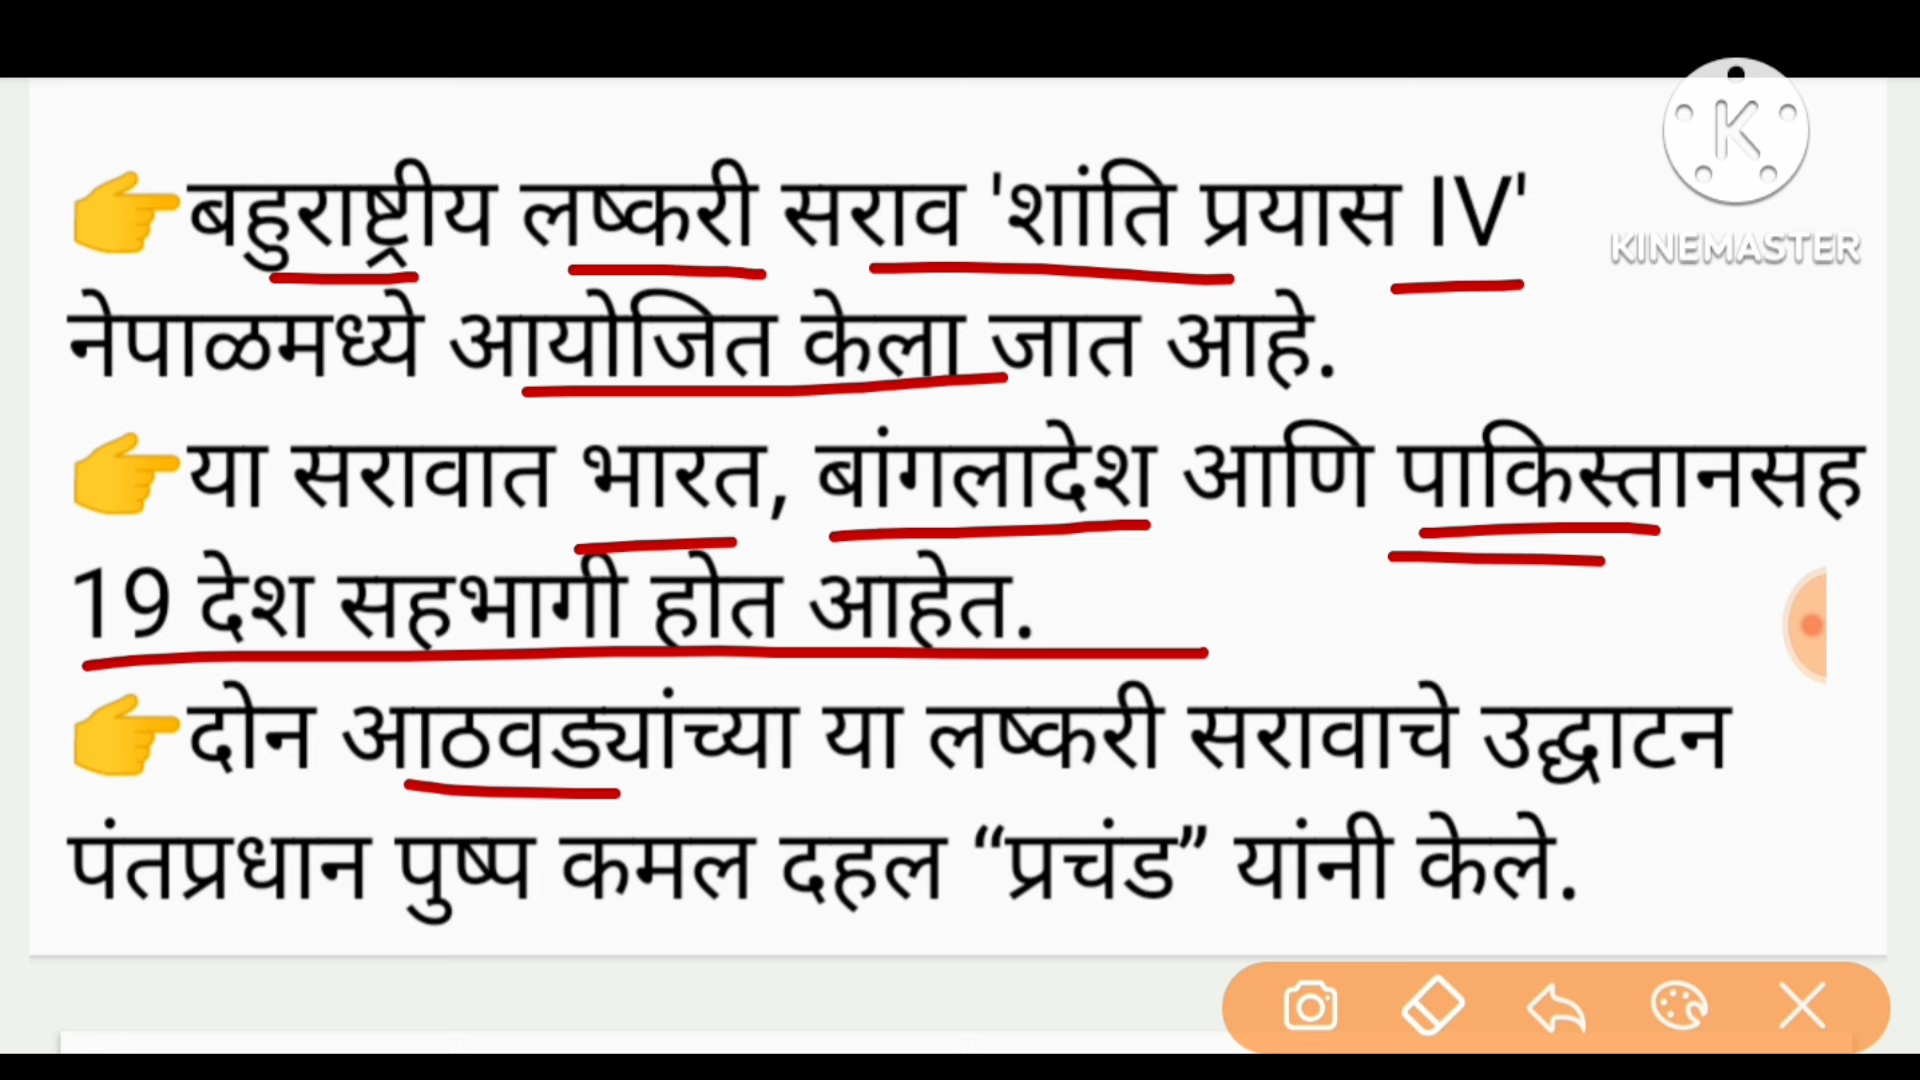 👉बहुराष्ट्रीय लष्करी सराव 'शांति प्रयास IV'
नेपाळमध्ये आयोजित केला जात आहे.
👉या सरावात भारत, बांगलादेश आणि पाकिस्तानसह
19 देश सहभागी होत आहेत.
👉दोन आठवड्यांच्या या लष्करी सरावाचे उद्घाटन
पंतप्रधान पुष्प कमल दहल “प्रचंड” यांनी केले.
K
KINEMASTER